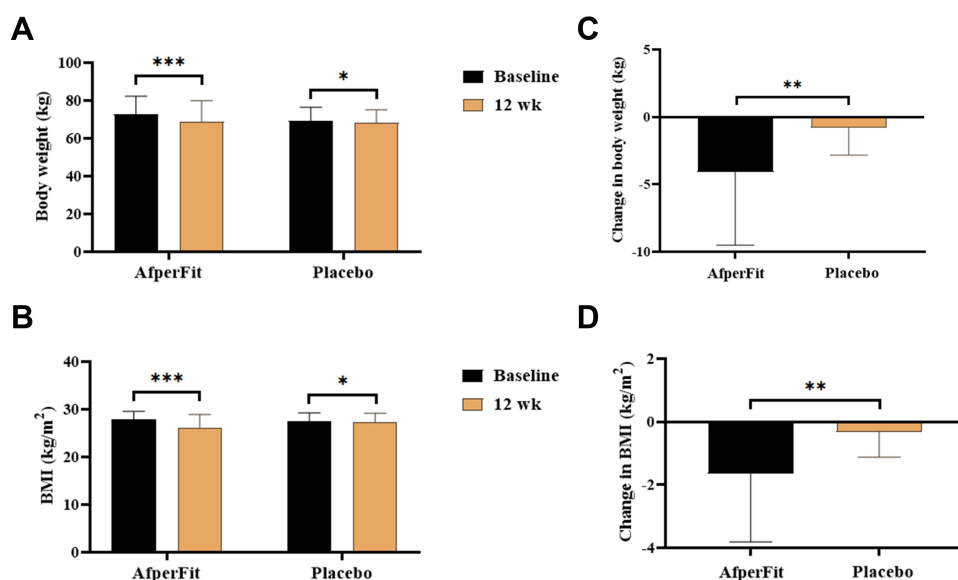 A
Body weight (kg)
100
80
60
40
20
0
***
*
AfperFit
Placebo
Baseline
12 wk
C
Change in body weight (kg)
5
0
-5
-10
**
AfperFit
Placebo
B
BMI (kg/m²)
40
30
20
10
0
***
*
AfperFit
Placebo
Baseline
12 wk
D
Change in BMI (kg/m²)
2
0
-2
-4
**
AfperFit
Placebo